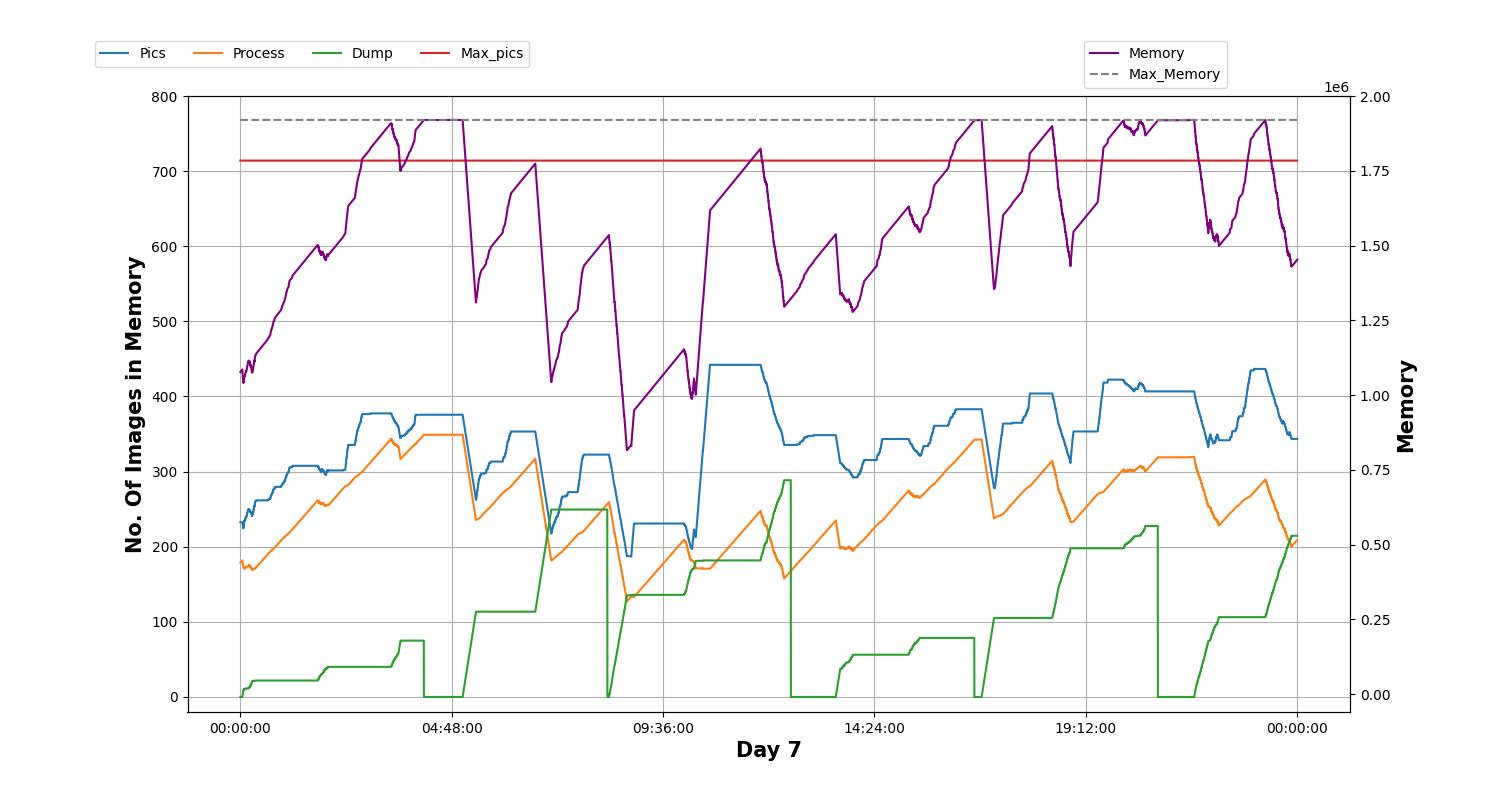 Pics Process Dump Max_pics
Memory
Max_Memory
1e6
800
700
600
500
400
300
200
100
0
No. Of Images in Memory
2.00
1.75
1.50
1.25
1.00
0.75
0.50
0.25
0.00
Memory
00:00:00 04:48:00 09:36:00 14:24:00 19:12:00 00:00:00
Day 7